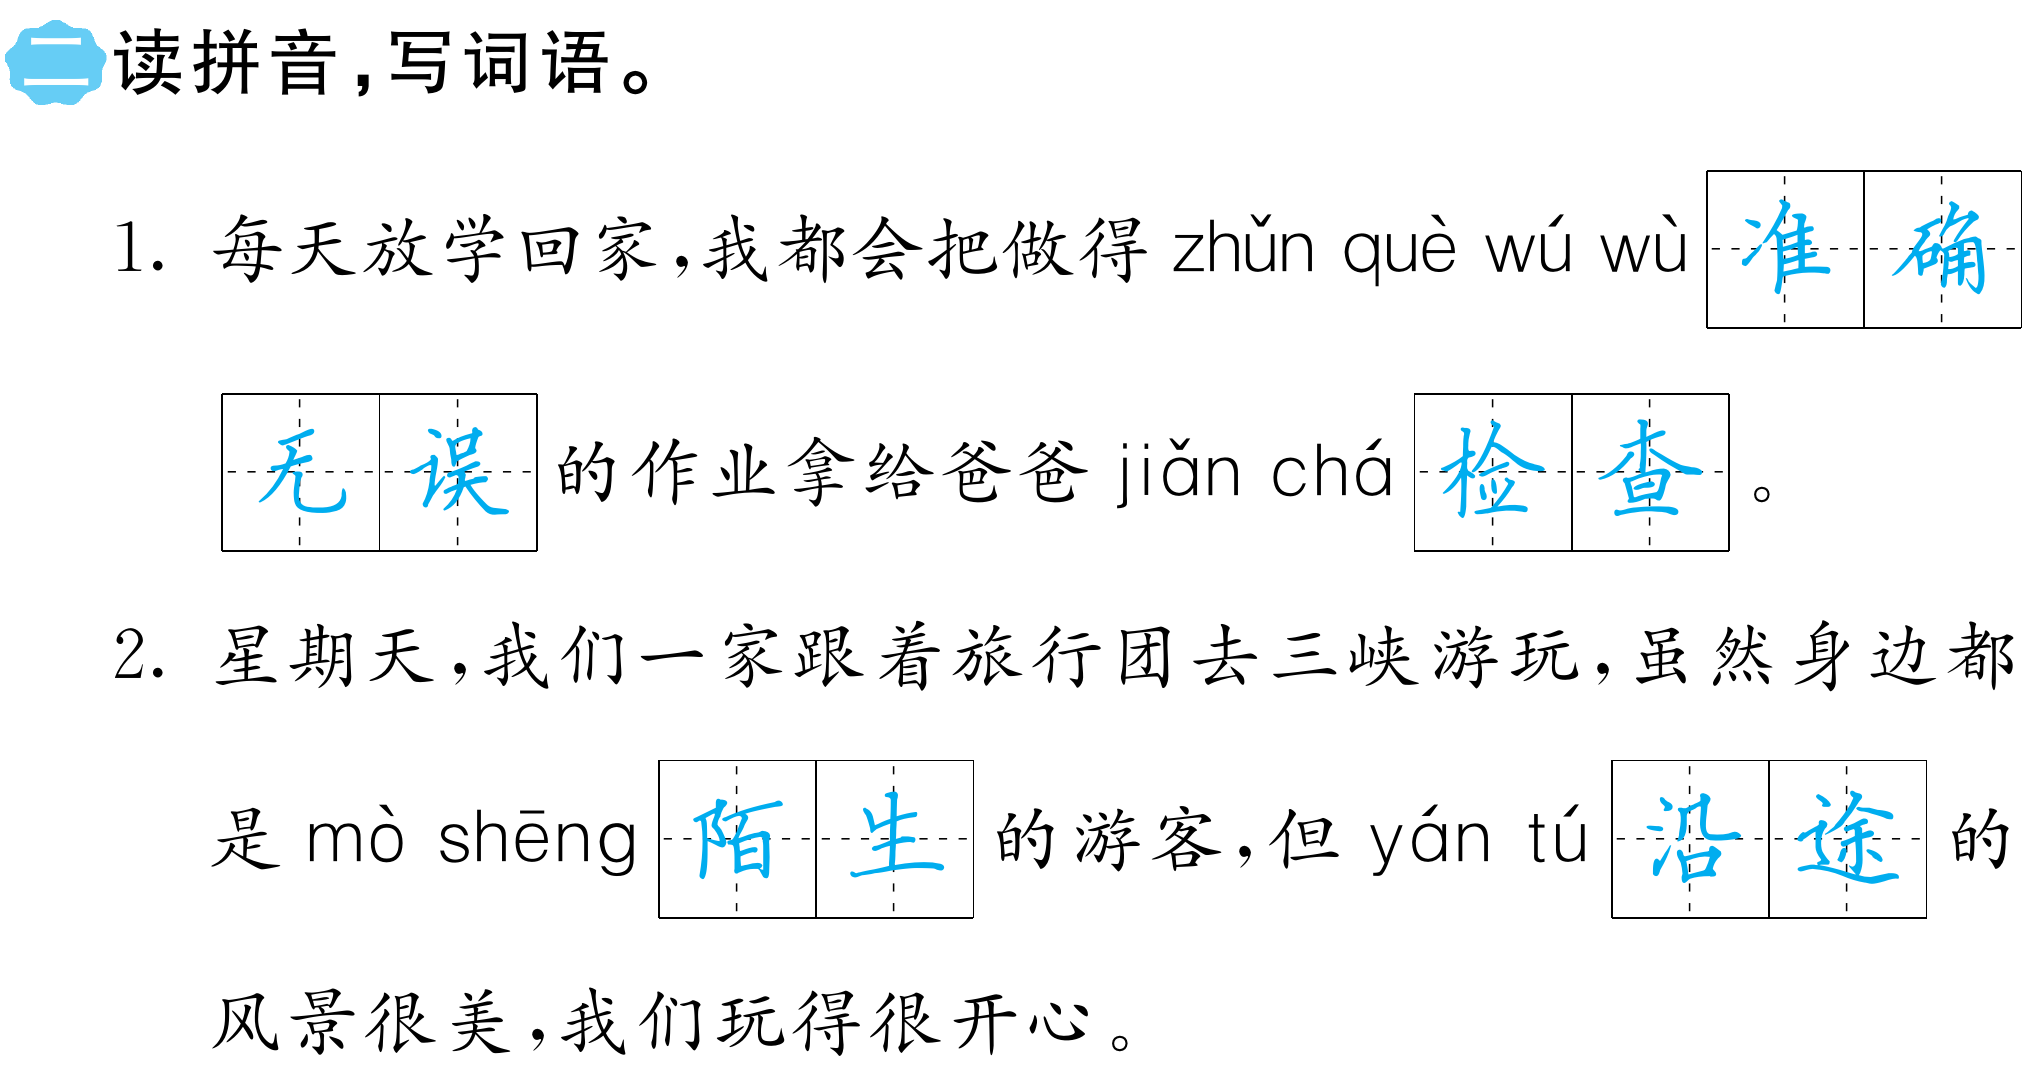 二 读拼音,写词语。
1. 每天放学回家,我都会把做得 zhǔn què wú wù 准 确
无 误 的作业拿给爸爸 jiǎn chá 检 查 。
2. 星期天,我们一家跟着旅行团去三峡游玩,虽然身边都
是 mò shēng 陌 生 的游客,但 yán tú 沿 途 的
风景很美,我们玩得很开心。